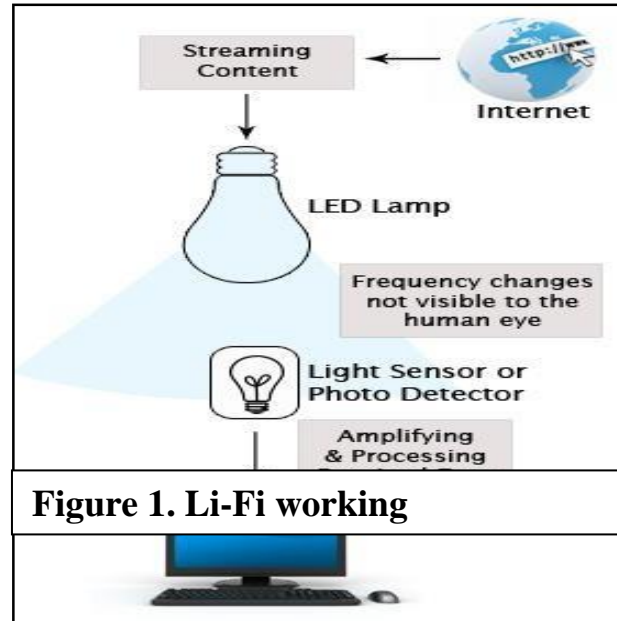 Streaming
Content
http://www
Internet
LED Lamp
Frequency changes
not visible to the
human eye
Light Sensor or
Photo Detector
Amplifying
& Processing
Figure 1. Li-Fi working